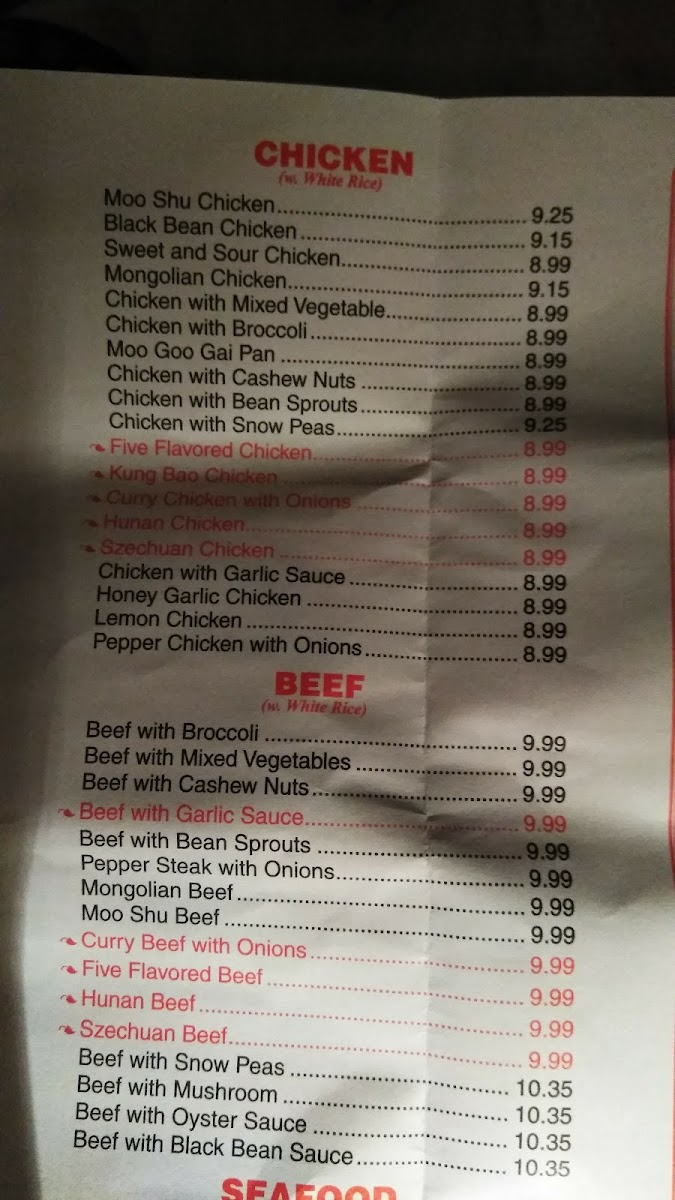 CHICKEN
(w. White Rice)
Moo Shu Chicken 9.25
Black Bean Chicken 9.15
Sweet and Sour Chicken 8.99
Mongolian Chicken 9.15
Chicken with Mixed Vegetable 8.99
Chicken with Broccoli 8.99
Moo Goo Gai Pan 8.99
Chicken with Cashew Nuts 8.99
Chicken with Bean Sprouts 8.99
Chicken with Snow Peas 9.25
Five Flavored Chicken 8.99
Kung Bao Chicken 8.99
Curry Chicken with Onions 8.99
Hunan Chicken 8.99
Szechuan Chicken 8.99
Chicken with Garlic Sauce 8.99
Honey Garlic Chicken 8.99
Lemon Chicken 8.99
Pepper Chicken with Onions 8.99
BEEF
(w. White Rice)
Beef with Broccoli 9.99
Beef with Mixed Vegetables 9.99
Beef with Cashew Nuts 9.99
Beef with Garlic Sauce 9.99
Beef with Bean Sprouts 9.99
Pepper Steak with Onions 9.99
Mongolian Beef 9.99
Moo Shu Beef 9.99
Curry Beef with Onions 9.99
Five Flavored Beef 9.99
Hunan Beef 9.99
Szechuan Beef 9.99
Beef with Snow Peas 10.35
Beef with Mushroom 10.35
Beef with Oyster Sauce 10.35
Beef with Black Bean Sauce 10.35
SEAFOOD